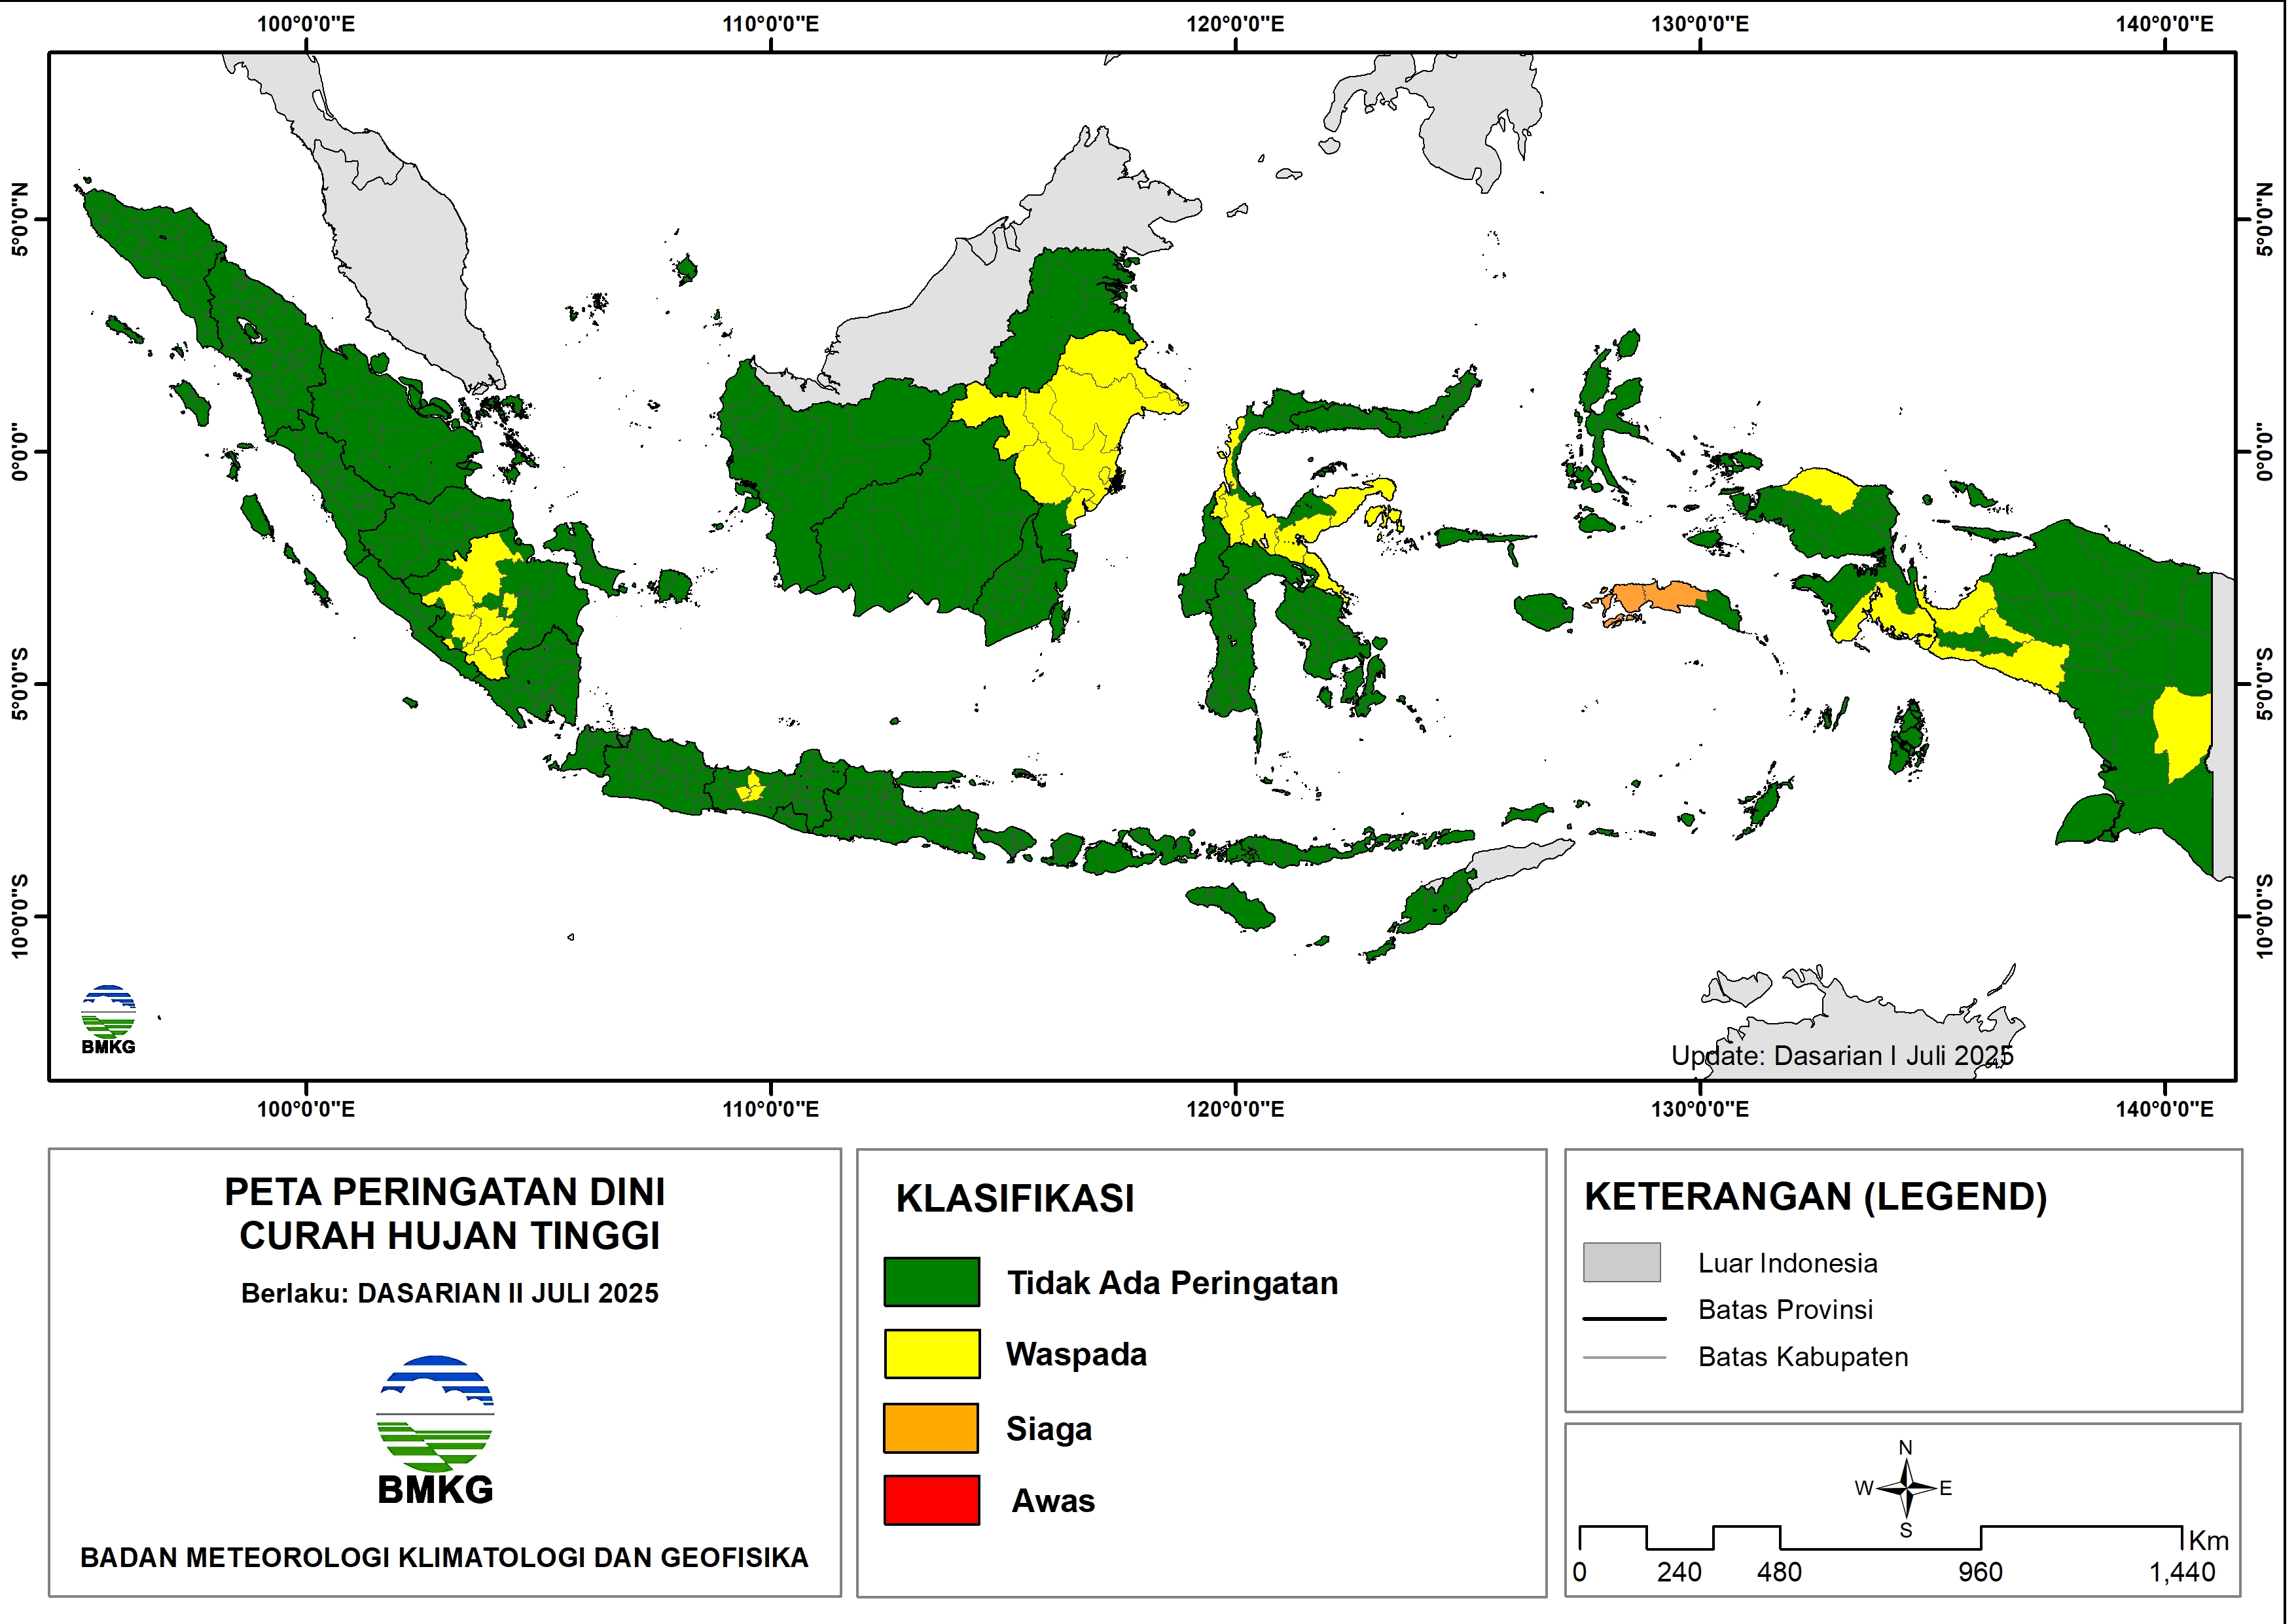 100°0'0"E 110°0'0"E 120°0'0"E 130°0'0"E 140°0'0"E
5°0'0"N 5°0'0"N
0°0'0" 0°0'0"
5°0'0"S 5°0'0"S
10°0'0"S 10°0'0"S
BMKG
Update: Dasarian I Juli 2025
100°0'0"E 110°0'0"E 120°0'0"E 130°0'0"E 140°0'0"E
PETA PERINGATAN DINI
CURAH HUJAN TINGGI
Berlaku: DASARIAN II JULI 2025
BMKG
BADAN METEOROLOGI KLIMATOLOGI DAN GEOFISIKA
KLASIFIKASI
Tidak Ada Peringatan
Waspada
Siaga
Awas
KETERANGAN (LEGEND)
Luar Indonesia
Batas Provinsi
Batas Kabupaten
N
W E
S
Km
0 240 480 960 1,440